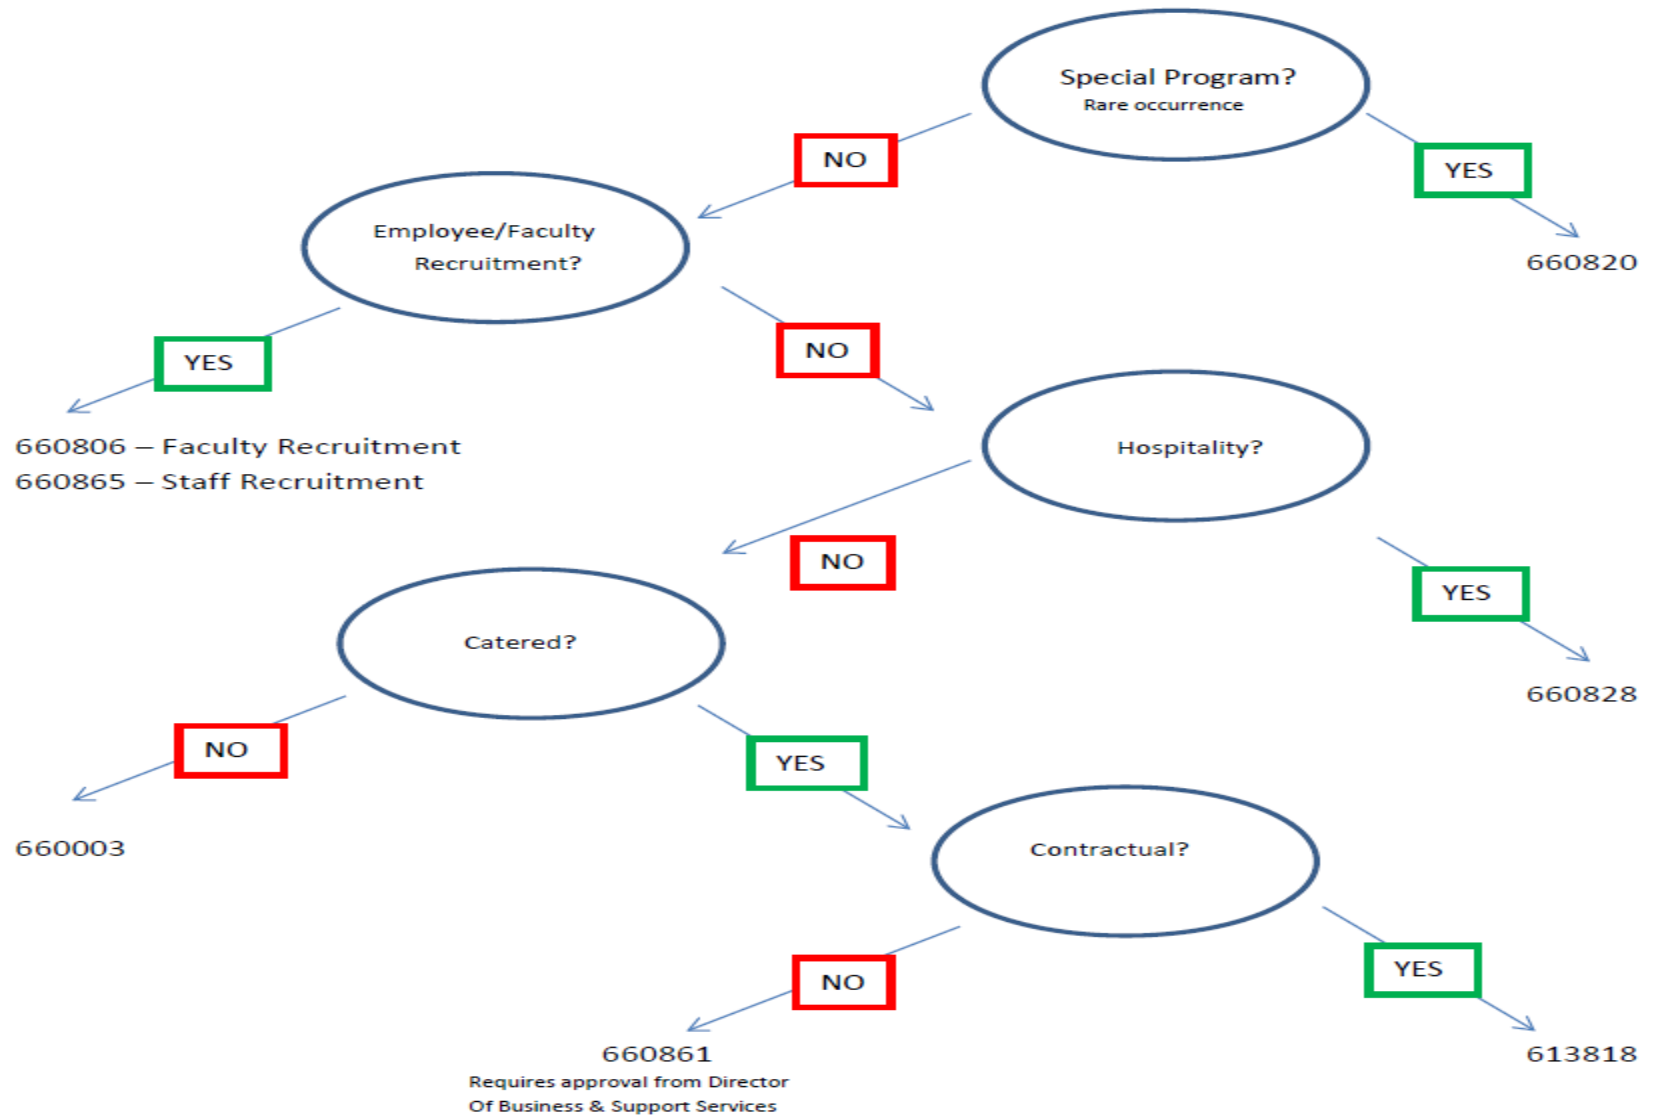 Special Program?
Rare occurrence
NO
YES
Employee/Faculty
Recruitment?
660820
YES
NO
660806 – Faculty Recruitment
660865 – Staff Recruitment
Hospitality?
NO
YES
Catered?
660828
NO
YES
660003
Contractual?
NO
YES
660861
613818
Requires approval from Director
Of Business & Support Services